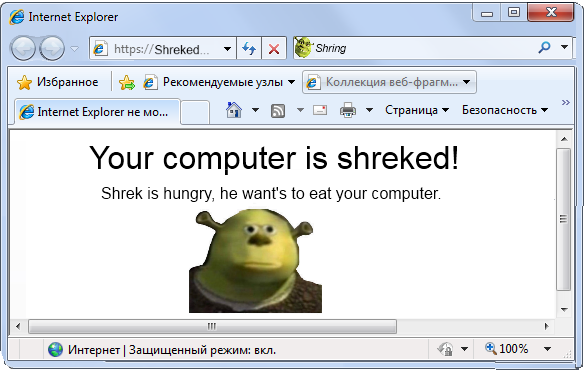 Internet Explorer
https://Shreked...
Shring
Избранное
Рекомендуемые узлы
Коллекция веб-фрагм...
Internet Explorer не мо...
Страница
Безопасность
»
Your computer is shreked!
Shrek is hungry, he want's to eat your computer.
Интернет | Защищенный режим: вкл.
100%